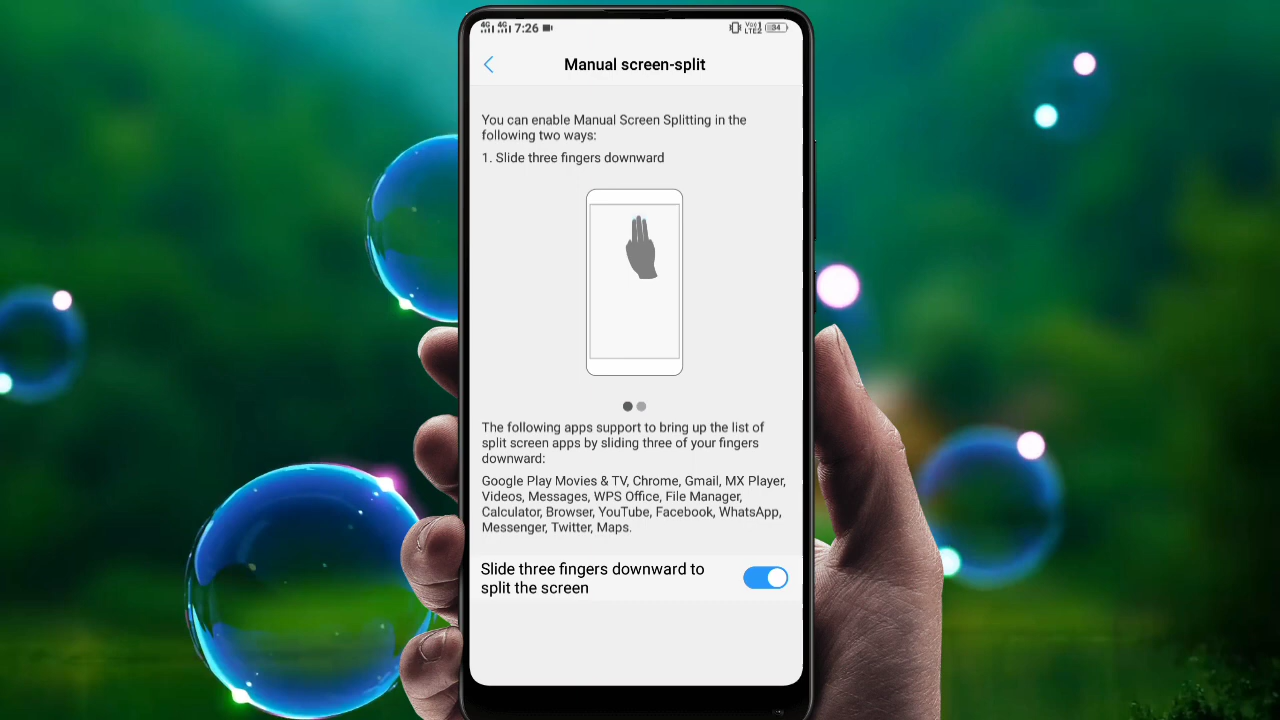 4G 4G 7:26 34
Manual screen-split
You can enable Manual Screen Splitting in the
following two ways:
1. Slide three fingers downward
The following apps support to bring up the list of
split screen apps by sliding three of your fingers
downward:
Google Play Movies & TV, Chrome, Gmail, MX Player,
Videos, Messages, WPS Office, File Manager,
Calculator, Browser, YouTube, Facebook, WhatsApp,
Messenger, Twitter, Maps.
Slide three fingers downward to
split the screen